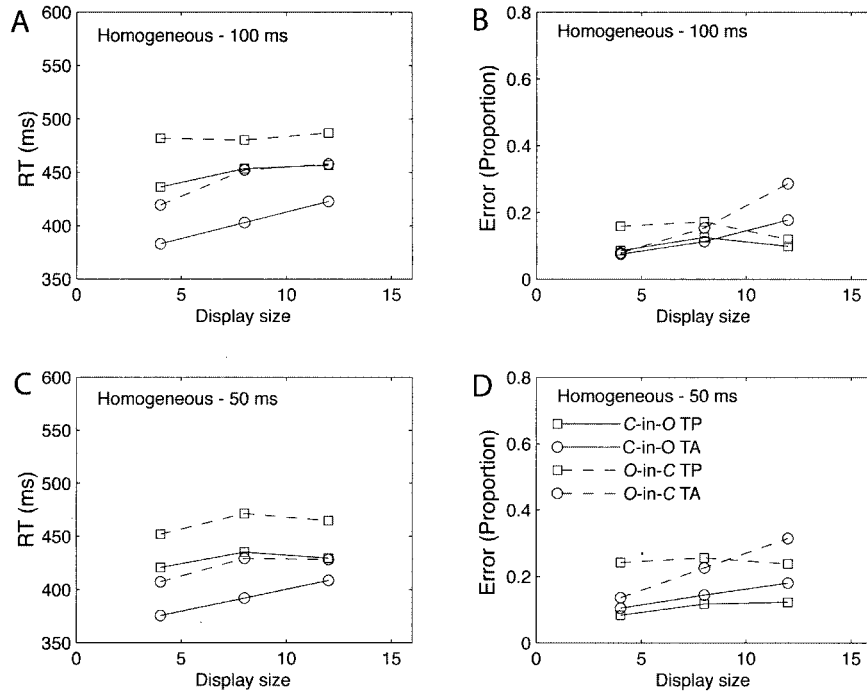 A
Homogeneous - 100 ms
600
550
500
450
400
350
RT (ms)
0
5
10
15
Display size
B
Homogeneous - 100 ms
0.8
0.6
0.4
0.2
0
Error (Proportion)
0
5
10
15
Display size
C
Homogeneous - 50 ms
600
550
500
450
400
350
RT (ms)
0
5
10
15
Display size
D
Homogeneous - 50 ms
C-in-O TP
C-in-O TA
O-in-C TP
O-in-C TA
0.8
0.6
0.4
0.2
0
Error (Proportion)
0
5
10
15
Display size